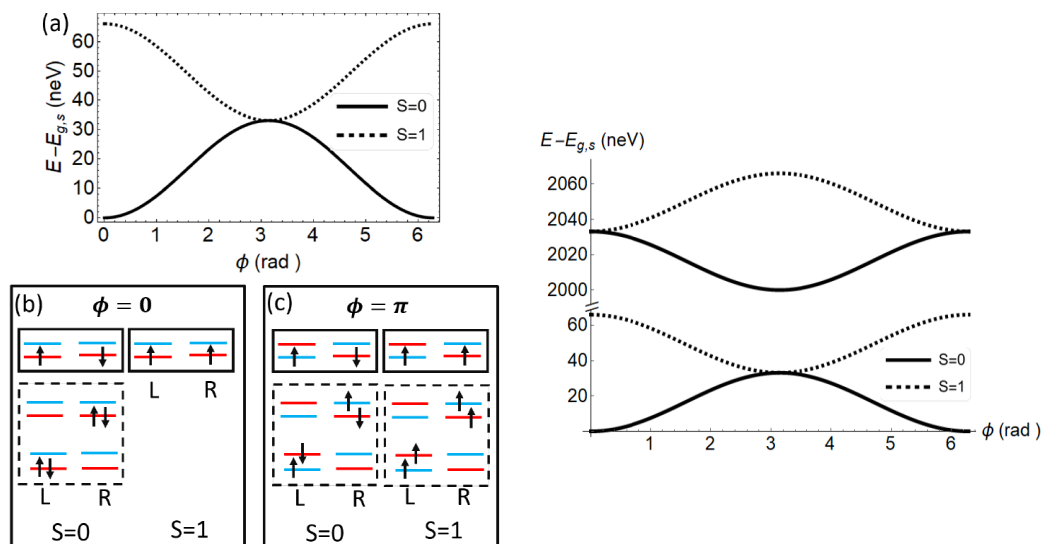 (a)
E−E_{g,s} (neV)
60
50
40
30
20
10
0
S=0
S=1
0 1 2 3 4 5 6
ϕ (rad )
(b) ϕ = 0
L R
L R
S=0 S=1
(c) ϕ = π
L R L R
S=0 S=1
E−E_{g,s} (neV)
2060
2040
2020
2000
60
40
20
S=0
S=1
1 2 3 4 5 6
ϕ (rad )